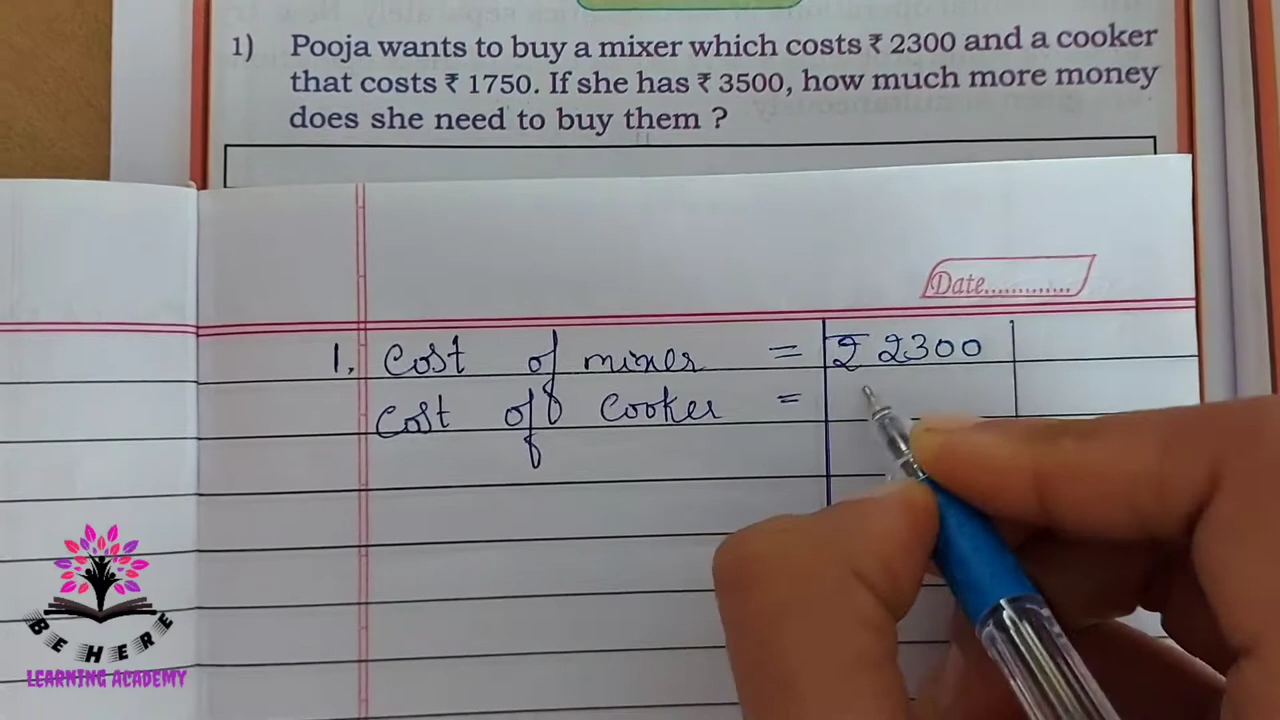 1) Pooja wants to buy a mixer which costs ₹ 2300 and a cooker
that costs ₹ 1750. If she has ₹ 3500, how much more money
does she need to buy them ?
Date.............
1. Cost of mixer = ₹ 2300
Cost of Cooker =
BE HERE
LEARNING ACADEMY